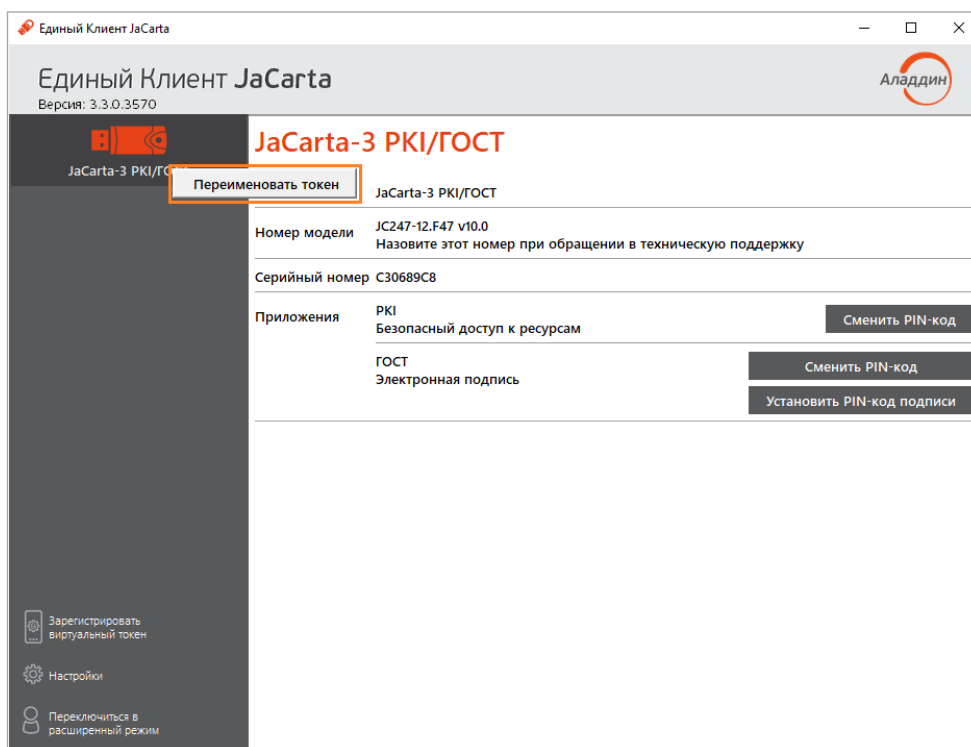 Единый Клиент JaCarta
Единый Клиент JaCarta
Версия: 3.3.0.3570
Аладдин
JaCarta-3 PKI/ГОСТ
JaCarta-3 PKI/
Переименовать токен
JaCarta-3 PKI/ГОСТ
Номер модели
JC247-12.F47 v10.0
Назовите этот номер при обращении в техническую поддержку
Серийный номер C30689C8
Приложения
PKI
Безопасный доступ к ресурсам
Сменить PIN-код
ГОСТ
Электронная подпись
Сменить PIN-код
Установить PIN-код подписи
Зарегистрировать
виртуальный токен
Настройки
Переключиться в
расширенный режим